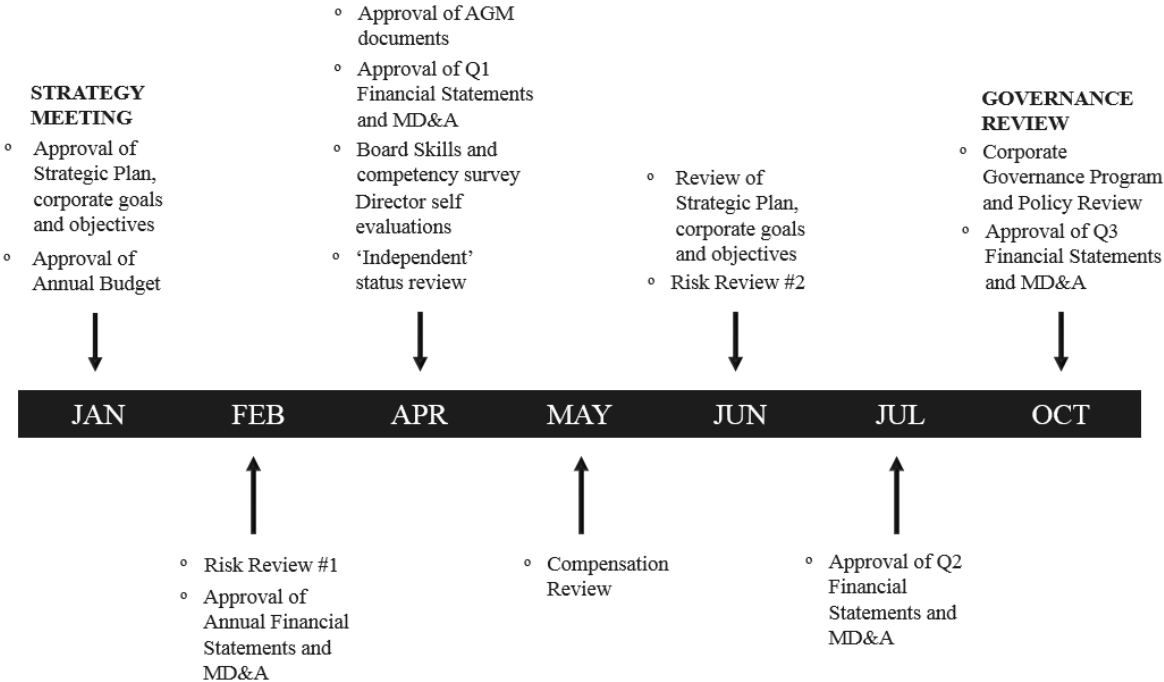 STRATEGY
MEETING
º Approval of
Strategic Plan,
corporate goals
and objectives
º Approval of
Annual Budget
º Approval of AGM
documents
º Approval of Q1
Financial Statements
and MD&A
º Board Skills and
competency survey
Director self
evaluations
º ‘Independent’
status review
º Review of
Strategic Plan,
corporate goals
and objectives
º Risk Review #2
GOVERNANCE
REVIEW
º Corporate
Governance Program
and Policy Review
º Approval of Q3
Financial Statements
and MD&A
JAN FEB APR MAY JUN JUL OCT
º Risk Review #1
º Approval of
Annual Financial
Statements and
MD&A
º Compensation
Review
º Approval of Q2
Financial
Statements and
MD&A